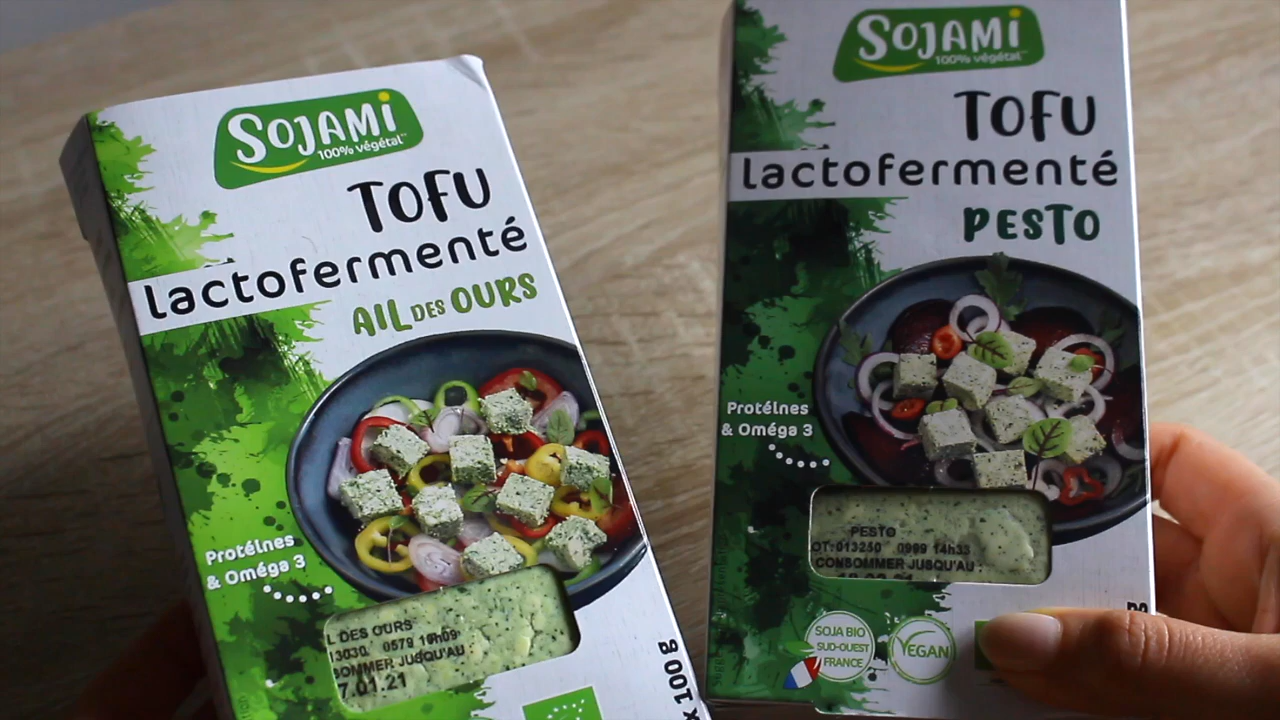 SOJAMi
100% végétal
TOFU
lactofermenté
AIL DES OURS
Protéines
& Oméga 3
L DES OURS
13030 0579 10h09
SOMMER JUSQU'AU :
7.01.21
x 100g
SOJAMi
100% végétal
TOFU
lactofermenté
PESTO
Protéines
& Oméga 3
PESTO
OT:013250 0999 14h33
CONSOMMER JUSQU'AU :
SOJA BIO
SUD-OUEST
FRANCE
VEGAN